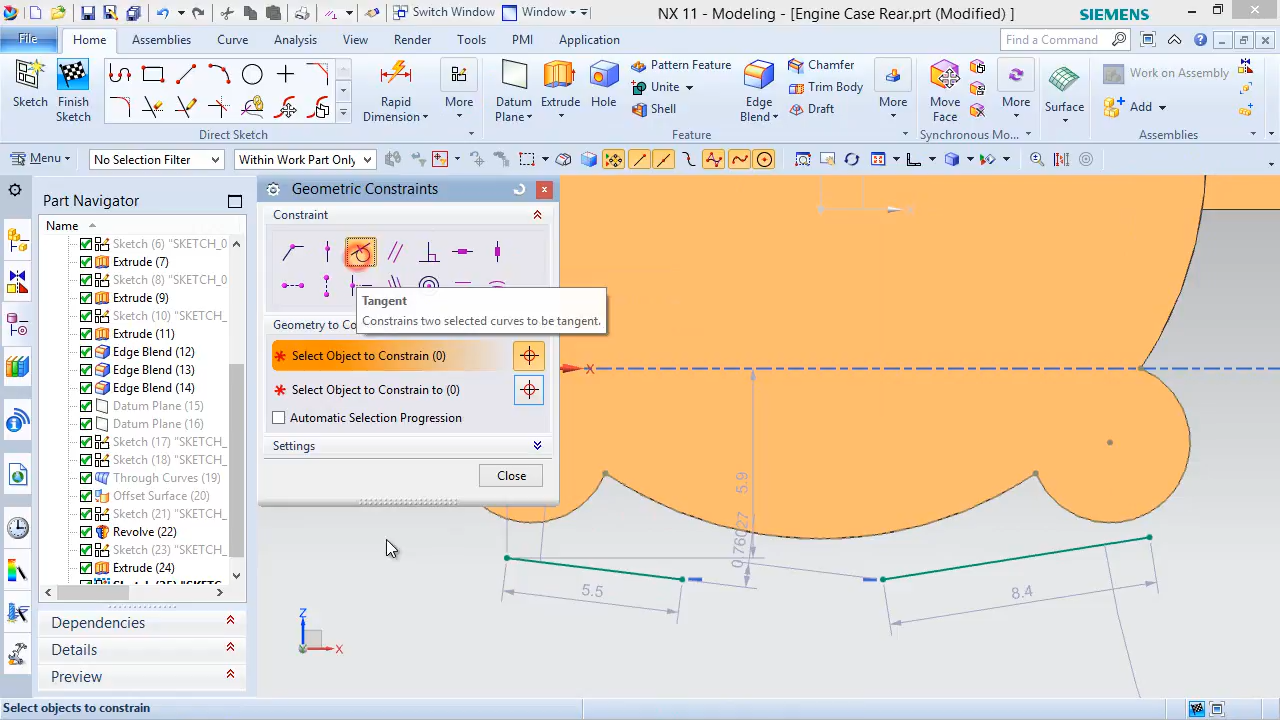 NX 11 - Modeling - [Engine Case Rear.prt (Modified) ]
SIEMENS
Switch Window
Window
File
Home
Assemblies
Curve
Analysis
View
Render
Tools
PMI
Application
Find a Command
Sketch
Finish
Sketch
Direct Sketch
Rapid
Dimension
More
Datum
Plane
Extrude
Hole
Pattern Feature
Unite
Shell
Edge
Blend
Chamfer
Trim Body
Draft
More
Feature
Move
Face
More
Synchronous Mo...
Surface
Work on Assembly
Add
Assemblies
Menu
No Selection Filter
Within Work Part Only
Part Navigator
Name
Sketch (6) "SKETCH_0
Extrude (7)
Sketch (8) "SKETCH_0
Extrude (9)
Sketch (10) "SKETCH_
Extrude (11)
Edge Blend (12)
Edge Blend (13)
Edge Blend (14)
Datum Plane (15)
Datum Plane (16)
Sketch (17) "SKETCH_
Sketch (18) "SKETCH_
Through Curves (19)
Offset Surface (20)
Sketch (21) "SKETCH_
Revolve (22)
Sketch (23) "SKETCH_
Extrude (24)
Sketch (25) "SKETC
Dependencies
Details
Preview
Geometric Constraints
Constraint
Tangent
Constrains two selected curves to be tangent.
Geometry to Co
Select Object to Constrain (0)
Select Object to Constrain to (0)
Automatic Selection Progression
Settings
Close
X
5.9
0.76027
5.5
8.4
Z
X
Select objects to constrain